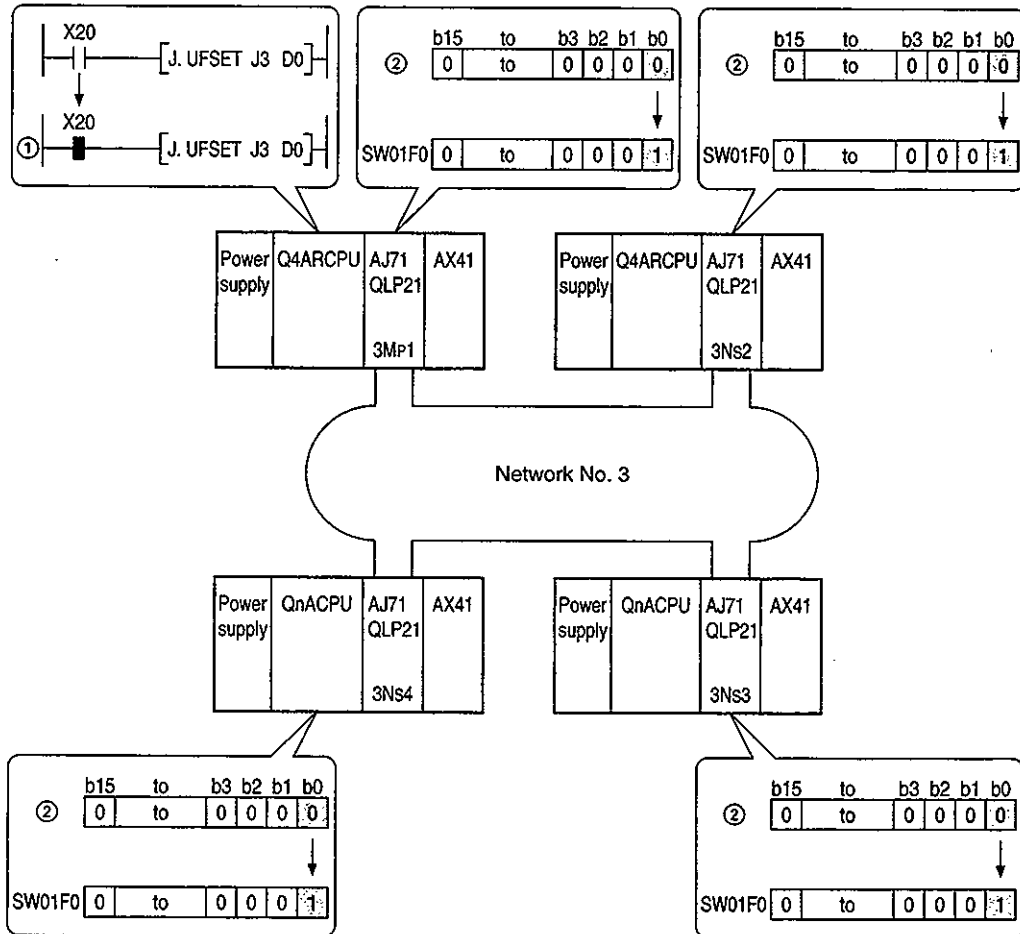 X20
[J. UFSET J3 D0]
X20
① [J. UFSET J3 D0]
b15 to b3 b2 b1 b0
② 0 to 0 0 0 0
SW01F0 0 to 0 0 0 1
b15 to b3 b2 b1 b0
② 0 to 0 0 0 0
SW01F0 0 to 0 0 0 1
Power supply
Q4ARCPU
AJ71 QLP21
3MP1
AX41
Power supply
Q4ARCPU
AJ71 QLP21
3NS2
AX41
Network No. 3
Power supply
QnACPU
AJ71 QLP21
3NS4
AX41
Power supply
QnACPU
AJ71 QLP21
3NS3
AX41
b15 to b3 b2 b1 b0
② 0 to 0 0 0 0
SW01F0 0 to 0 0 0 1
b15 to b3 b2 b1 b0
② 0 to 0 0 0 0
SW01F0 0 to 0 0 0 1